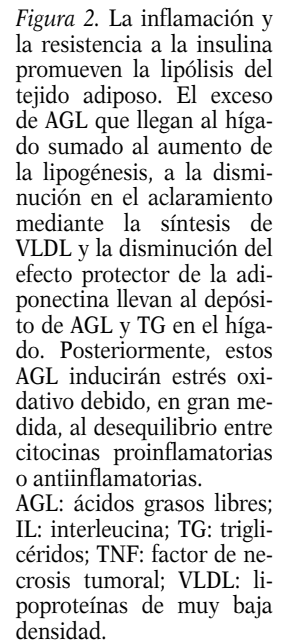 Figura 2. La inflamación y
la resistencia a la insulina
promueven la lipólisis del
tejido adiposo. El exceso
de AGL que llegan al híga-
do sumado al aumento de
la lipogénesis, a la dismi-
nución en el aclaramiento
mediante la síntesis de
VLDL y la disminución del
efecto protector de la adi-
ponectina llevan al depósi-
to de AGL y TG en el híga-
do. Posteriormente, estos
AGL inducirán estrés oxi-
dativo debido, en gran me-
dida, al desequilibrio entre
citocinas proinflamatorias
o antiinflamatorias.
AGL: ácidos grasos libres;
IL: interleucina; TG: trigli-
céridos; TNF: factor de ne-
crosis tumoral; VLDL: li-
poproteínas de muy baja
densidad.